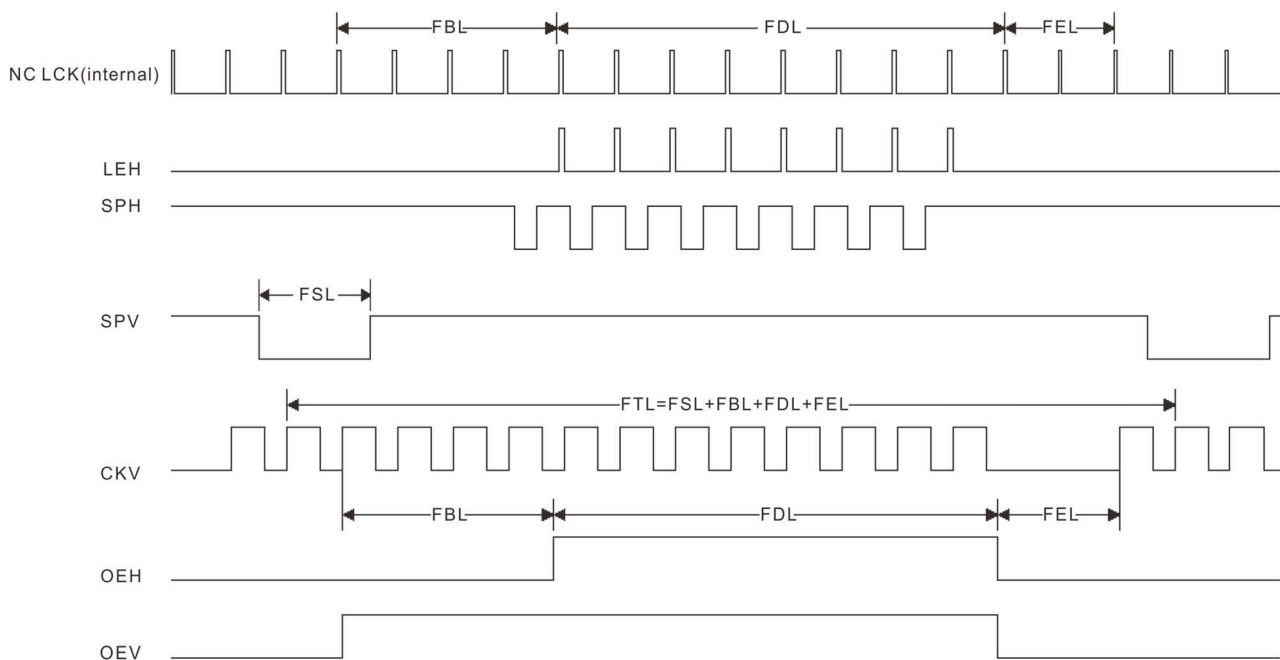 FBL FDL FEL
NC LCK(internal)
LEH
SPH
FSL
SPV
FTL=FSL+FBL+FDL+FEL
CKV
FBL FDL FEL
OEH
OEV